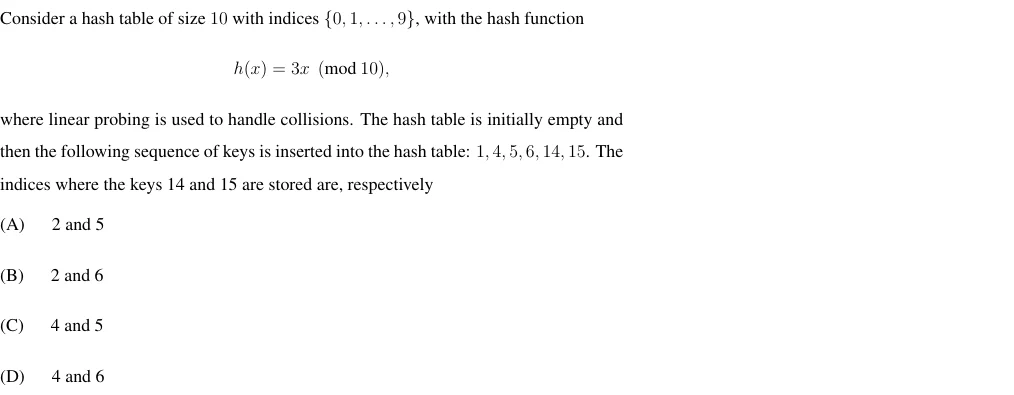 Consider a hash table of size 10 with indices {0, 1, . . . , 9}, with the hash function
h(x) = 3x (mod 10),
where linear probing is used to handle collisions. The hash table is initially empty and
then the following sequence of keys is inserted into the hash table: 1, 4, 5, 6, 14, 15. The
indices where the keys 14 and 15 are stored are, respectively
(A) 2 and 5
(B) 2 and 6
(C) 4 and 5
(D) 4 and 6